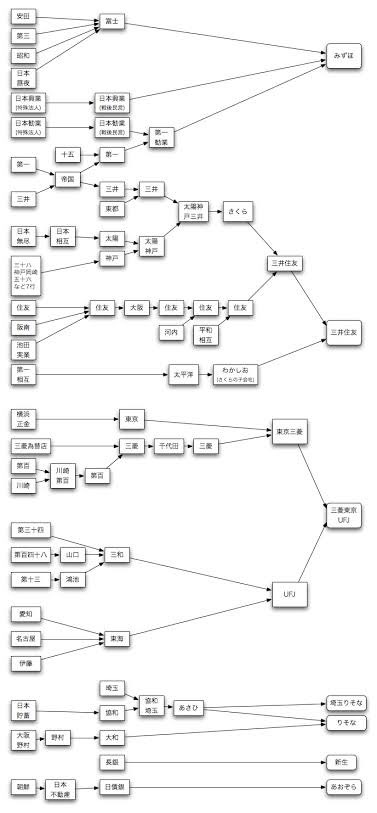 安田
富士
第三
昭和
みずほ
日本
昼夜
日本興業
(特殊法人)
日本興業
(戦後民営)
日本勧業
(特殊法人)
日本勧業
(戦後民営)
第一
勧業
十五
第一
第一
帝国
三井
三井
三井
東都
太陽神
戸三井
さくら
日本
無尽
日本
相互
太陽
太陽
神戸
神戸
三十八
神戸岡崎
五十六
など7行
三井住友
住友
住友
大阪
住友
住友
住友
阪南
河内
平和
相互
三井住友
池田
実業
第一
相互
太平洋
わかしお
(さくらの子会社)
横浜
正金
東京
東京三菱
三菱為替店
三菱
千代田
三菱
第百
川崎
川崎
第百
第百
三菱東京
UFJ
第三十四
第百四十八
山口
三和
第十三
鴻池
UFJ
愛知
名古屋
東海
伊藤
埼玉
協和
埼玉
あさひ
埼玉りそな
日本
貯蓄
協和
りそな
大阪
野村
野村
大和
長銀
新生
朝鮮
日本
不動産
日債銀
あおぞら